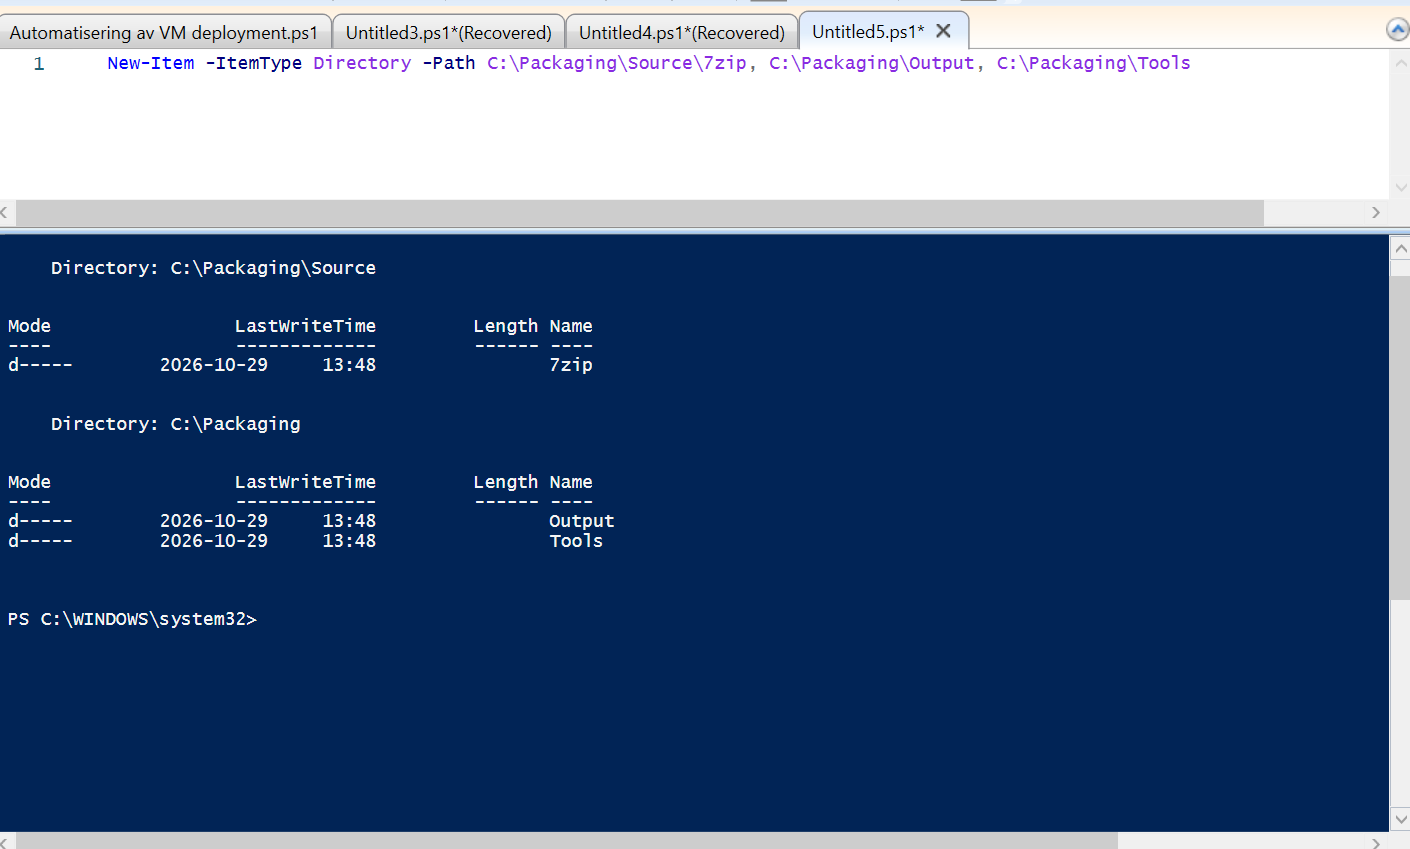 Automatisering av VM deployment.ps1 Untitled3.ps1*(Recovered) Untitled4.ps1*(Recovered) Untitled5.ps1*
1 New-Item -ItemType Directory -Path C:\Packaging\Source\7zip, C:\Packaging\Output, C:\Packaging\Tools
Directory: C:\Packaging\Source
Mode LastWriteTime Length Name
---- ------------- ------ ----
d----- 2026-10-29 13:48 7zip
Directory: C:\Packaging
Mode LastWriteTime Length Name
---- ------------- ------ ----
d----- 2026-10-29 13:48 Output
d----- 2026-10-29 13:48 Tools
PS C:\WINDOWS\system32>